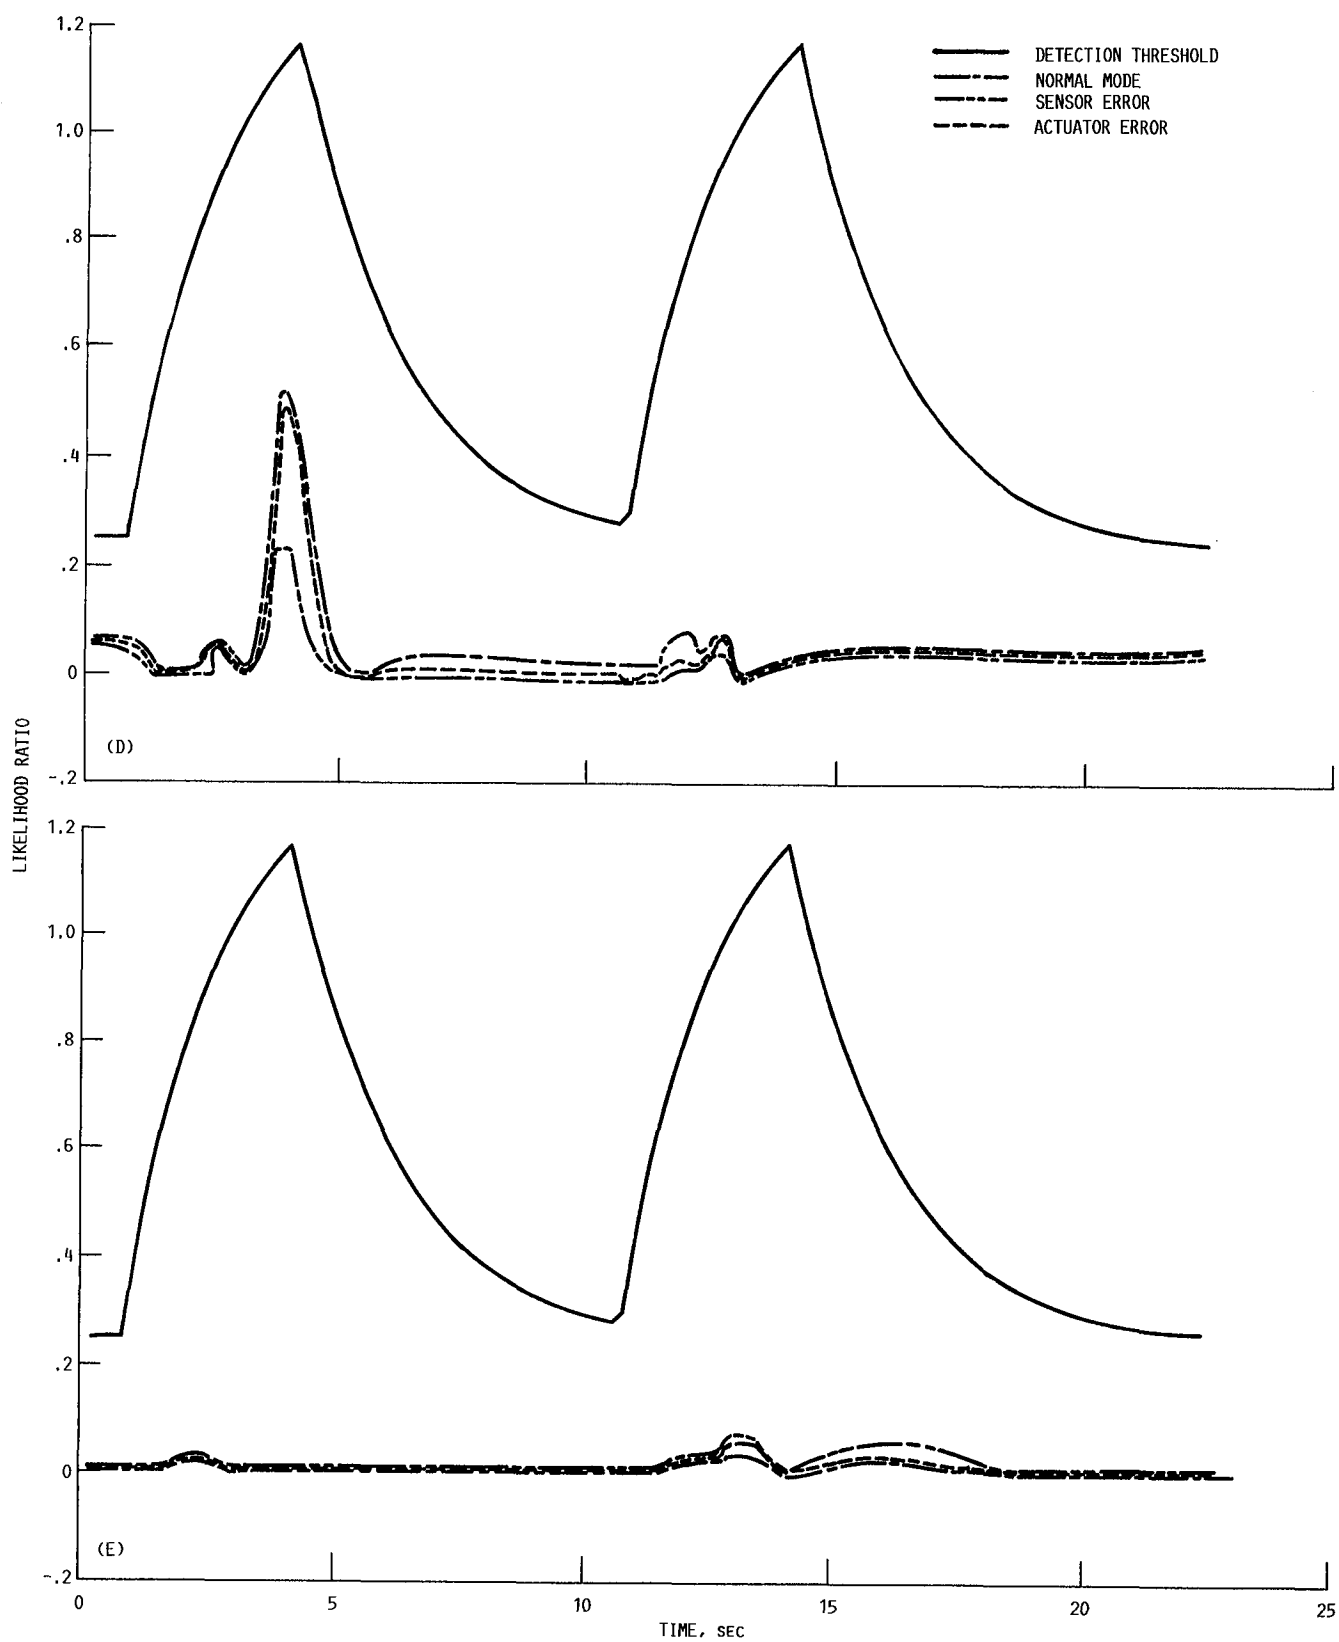 1.2
DETECTION THRESHOLD
NORMAL MODE
SENSOR ERROR
ACTUATOR ERROR
1.0
.8
.6
.4
.2
0
(D)
-.2
LIKELIHOOD RATIO
1.2
1.0
.8
.6
.4
.2
0
(E)
-.2
0 5 10 15 20 25
TIME, SEC